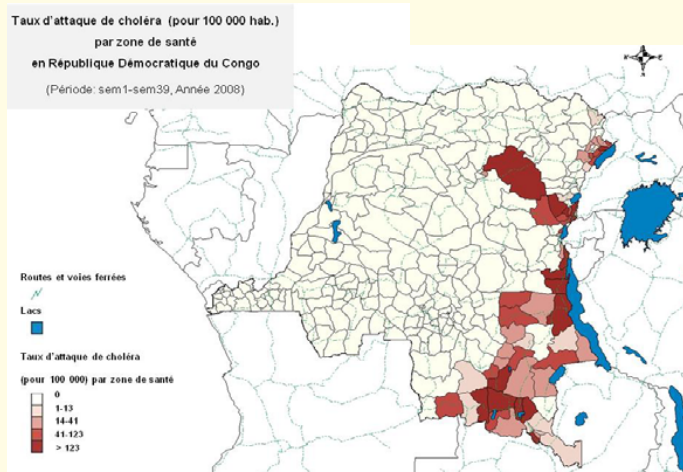 Taux d'attaque de choléra (pour 100 000 hab.)
par zone de santé
en République Démocratique du Congo
(Période: sem1-sem39, Année 2008)
Routes et voies ferrées
Lacs
Taux d'attaque de choléra
(pour 100 000) par zone de santé
0
1-13
14-41
41-123
> 123